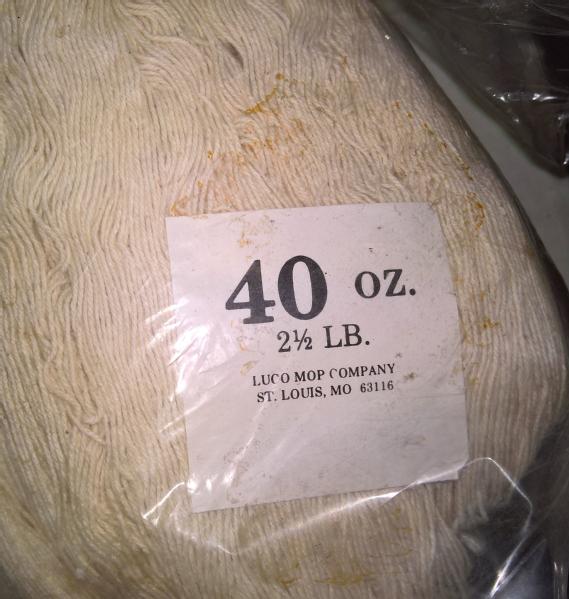 40 OZ.
2½ LB.
LUCO MOP COMPANY
ST. LOUIS, MO 63116